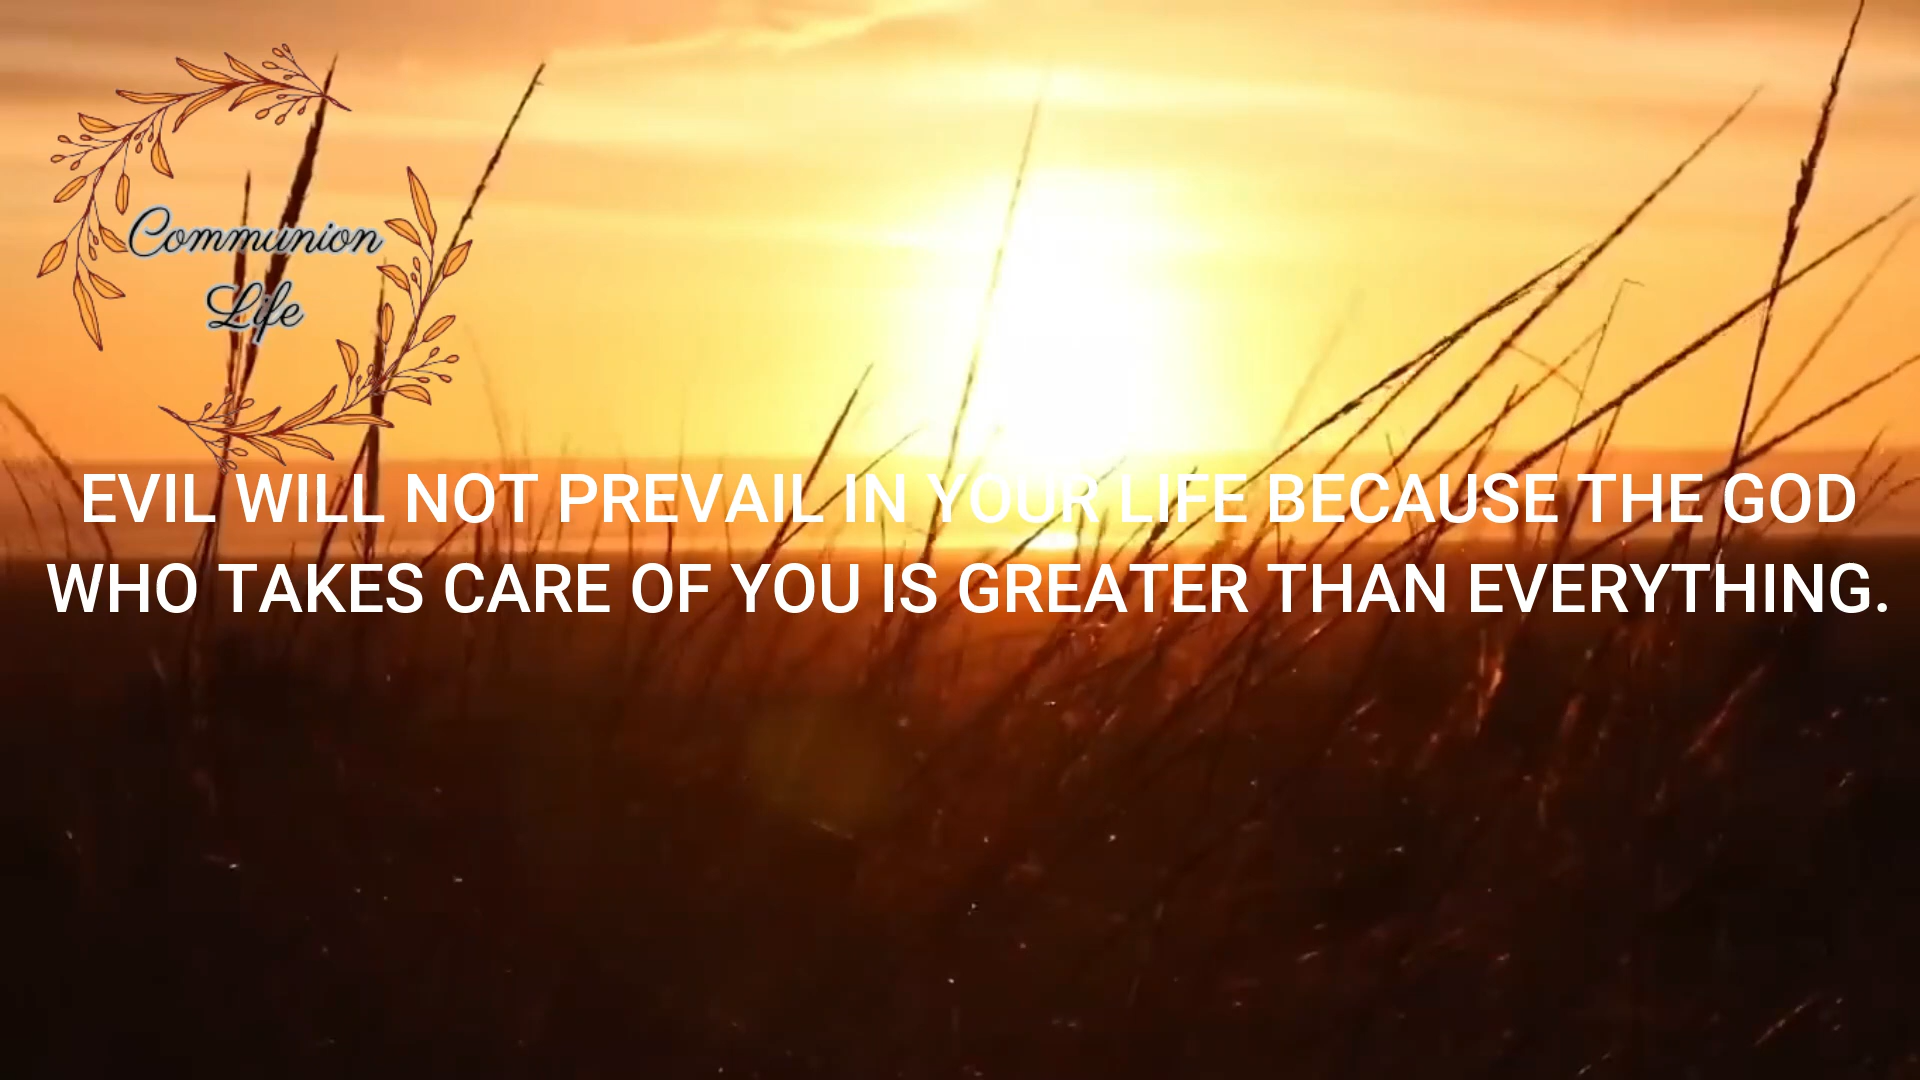 Communion
Life
EVIL WILL NOT PREVAIL IN YOUR LIFE BECAUSE THE GOD
WHO TAKES CARE OF YOU IS GREATER THAN EVERYTHING.